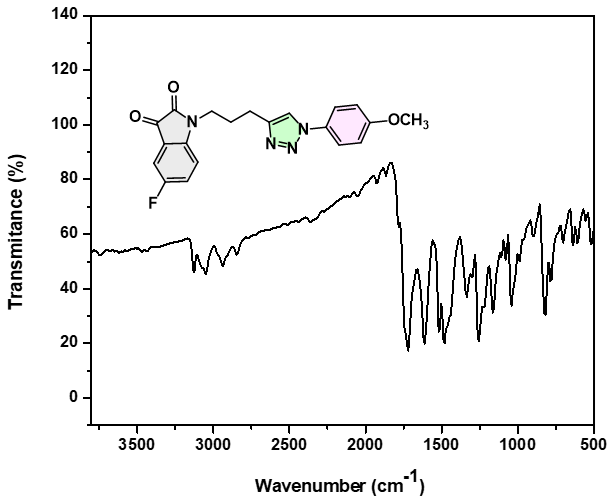 140
120
100
80
60
40
20
0
Transmitance (%)
O
O
N
F
N
N=N
OCH3
3500 3000 2500 2000 1500 1000 500
Wavenumber (cm-1)